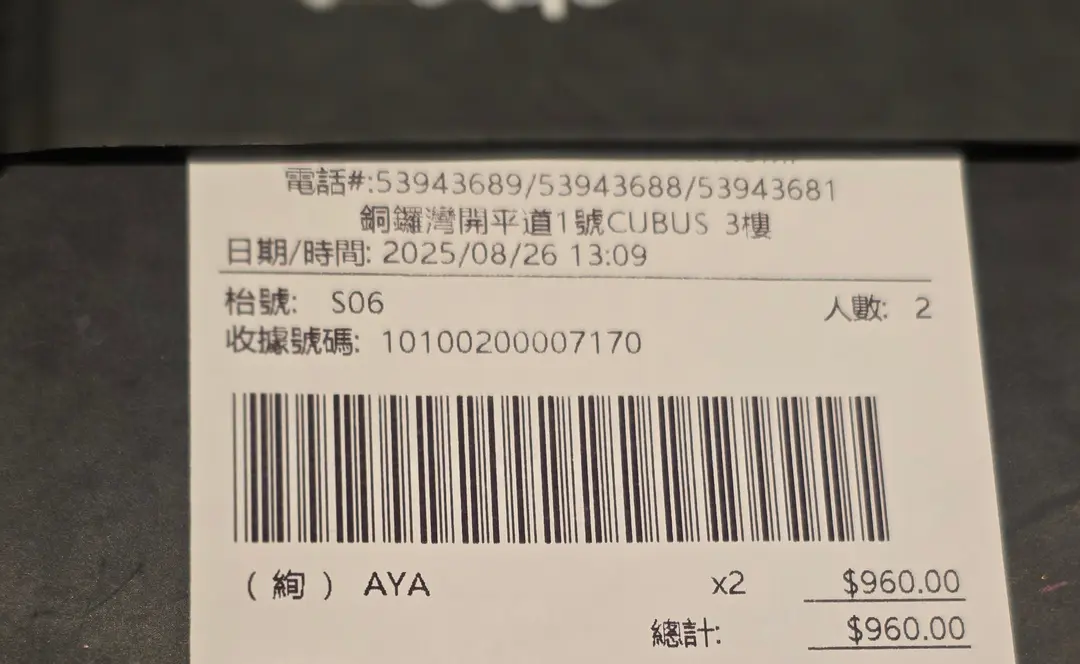 電話#:53943689/53943688/53943681
銅鑼灣開平道1號CUBUS 3樓
日期/時間: 2025/08/26 13:09
枱號: S06 人數: 2
收據號碼: 10100200007170
( 絢 ) AYA x2 $960.00
總計: $960.00